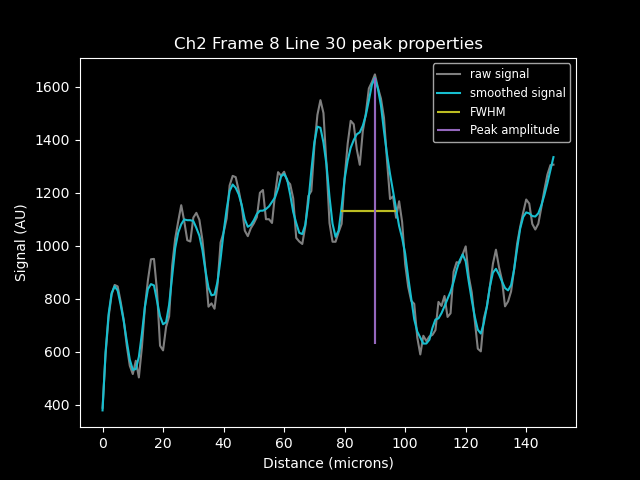 Ch2 Frame 8 Line 30 peak properties
raw signal
smoothed signal
FWHM
Peak amplitude
Signal (AU)
1600
1400
1200
1000
800
600
400
0 20 40 60 80 100 120 140
Distance (microns)